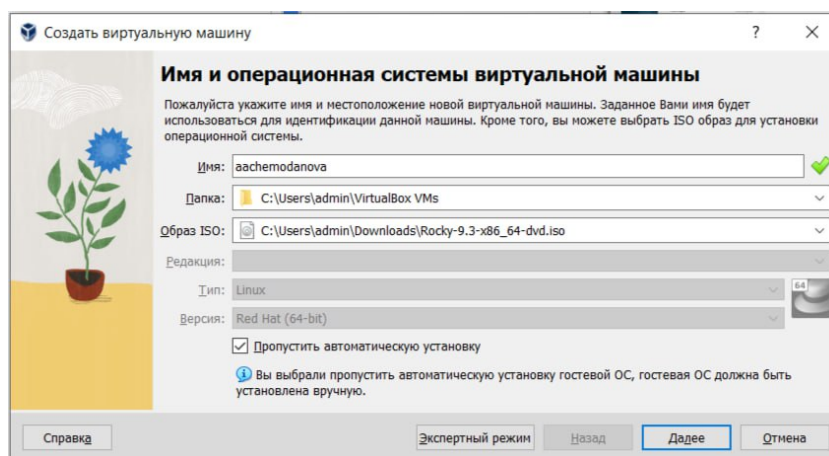 Создать виртуальную машину
Имя и операционная системы виртуальной машины
Пожалуйста укажите имя и местоположение новой виртуальной машины. Заданное Вами имя будет
использоваться для идентификации данной машины. Кроме того, вы можете выбрать ISO образ для установки
операционной системы.
Имя: aachemodanova
Папка: C:\Users\admin\VirtualBox VMs
Образ ISO: C:\Users\admin\Downloads\Rocky-9.3-x86_64-dvd.iso
Редакция:
Тип: Linux
64
Версия: Red Hat (64-bit)
Пропустить автоматическую установку
Вы выбрали пропустить автоматическую установку гостевой ОС, гостевая ОС должна быть
установлена вручную.
Справка Экспертный режим Назад Далее Отмена